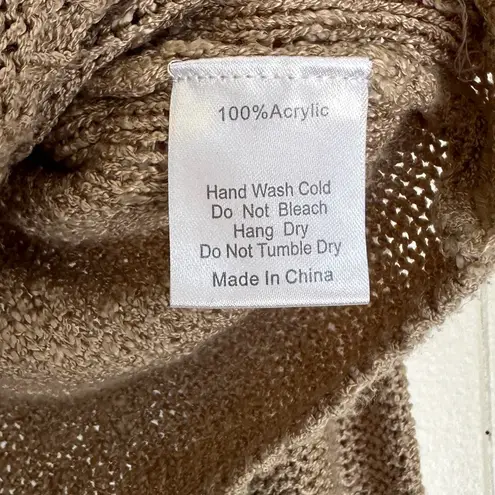 100%Acrylic
Hand Wash Cold
Do Not Bleach
Hang Dry
Do Not Tumble Dry
Made In China